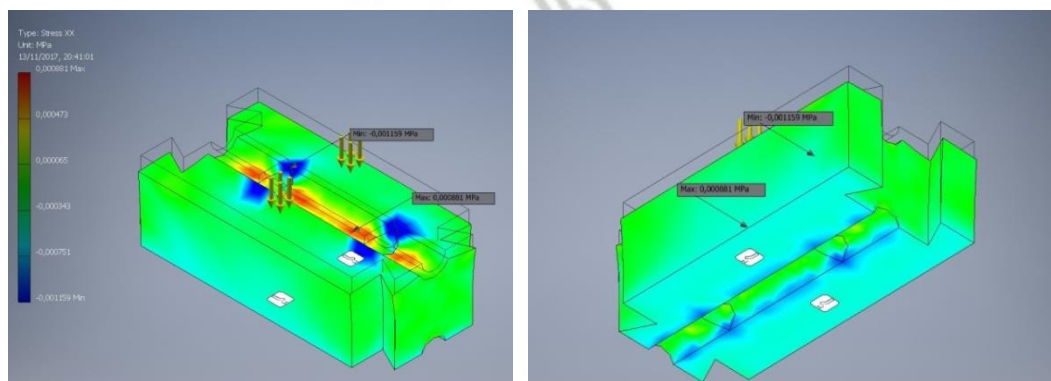 Type: Stress XX
Unit: MPa
13/11/2017, 20:41:01
0,000881 Max
0,000473
0,000065
-0,000343
-0,000751
-0,001159 Min
Min: -0,001159 MPa
Max: 0,000881 MPa
Min: -0,001159 MPa
Max: 0,000881 MPa